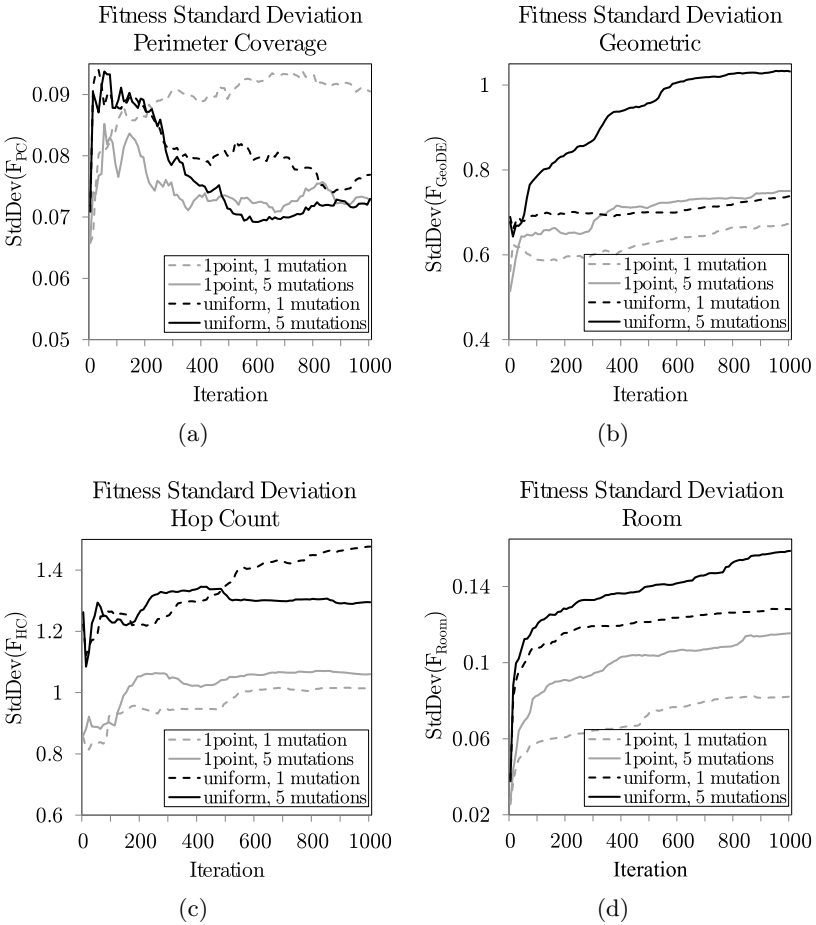 Fitness Standard Deviation
Perimeter Coverage
StdDev(F_PC)
0.09
0.08
0.07
0.06
0.05
1point, 1 mutation
1point, 5 mutations
uniform, 1 mutation
uniform, 5 mutations
0 200 400 600 800 1000
Iteration
(a)
Fitness Standard Deviation
Geometric
StdDev(F_GeoDE)
1
0.8
0.6
0.4
1point, 1 mutation
1point, 5 mutations
uniform, 1 mutation
uniform, 5 mutations
0 200 400 600 800 1000
Iteration
(b)
Fitness Standard Deviation
Hop Count
StdDev(F_HC)
1.4
1.2
1
0.8
0.6
1point, 1 mutation
1point, 5 mutations
uniform, 1 mutation
uniform, 5 mutations
0 200 400 600 800 1000
Iteration
(c)
Fitness Standard Deviation
Room
StdDev(F_Room)
0.14
0.1
0.06
0.02
1point, 1 mutation
1point, 5 mutations
uniform, 1 mutation
uniform, 5 mutations
0 200 400 600 800 1000
Iteration
(d)